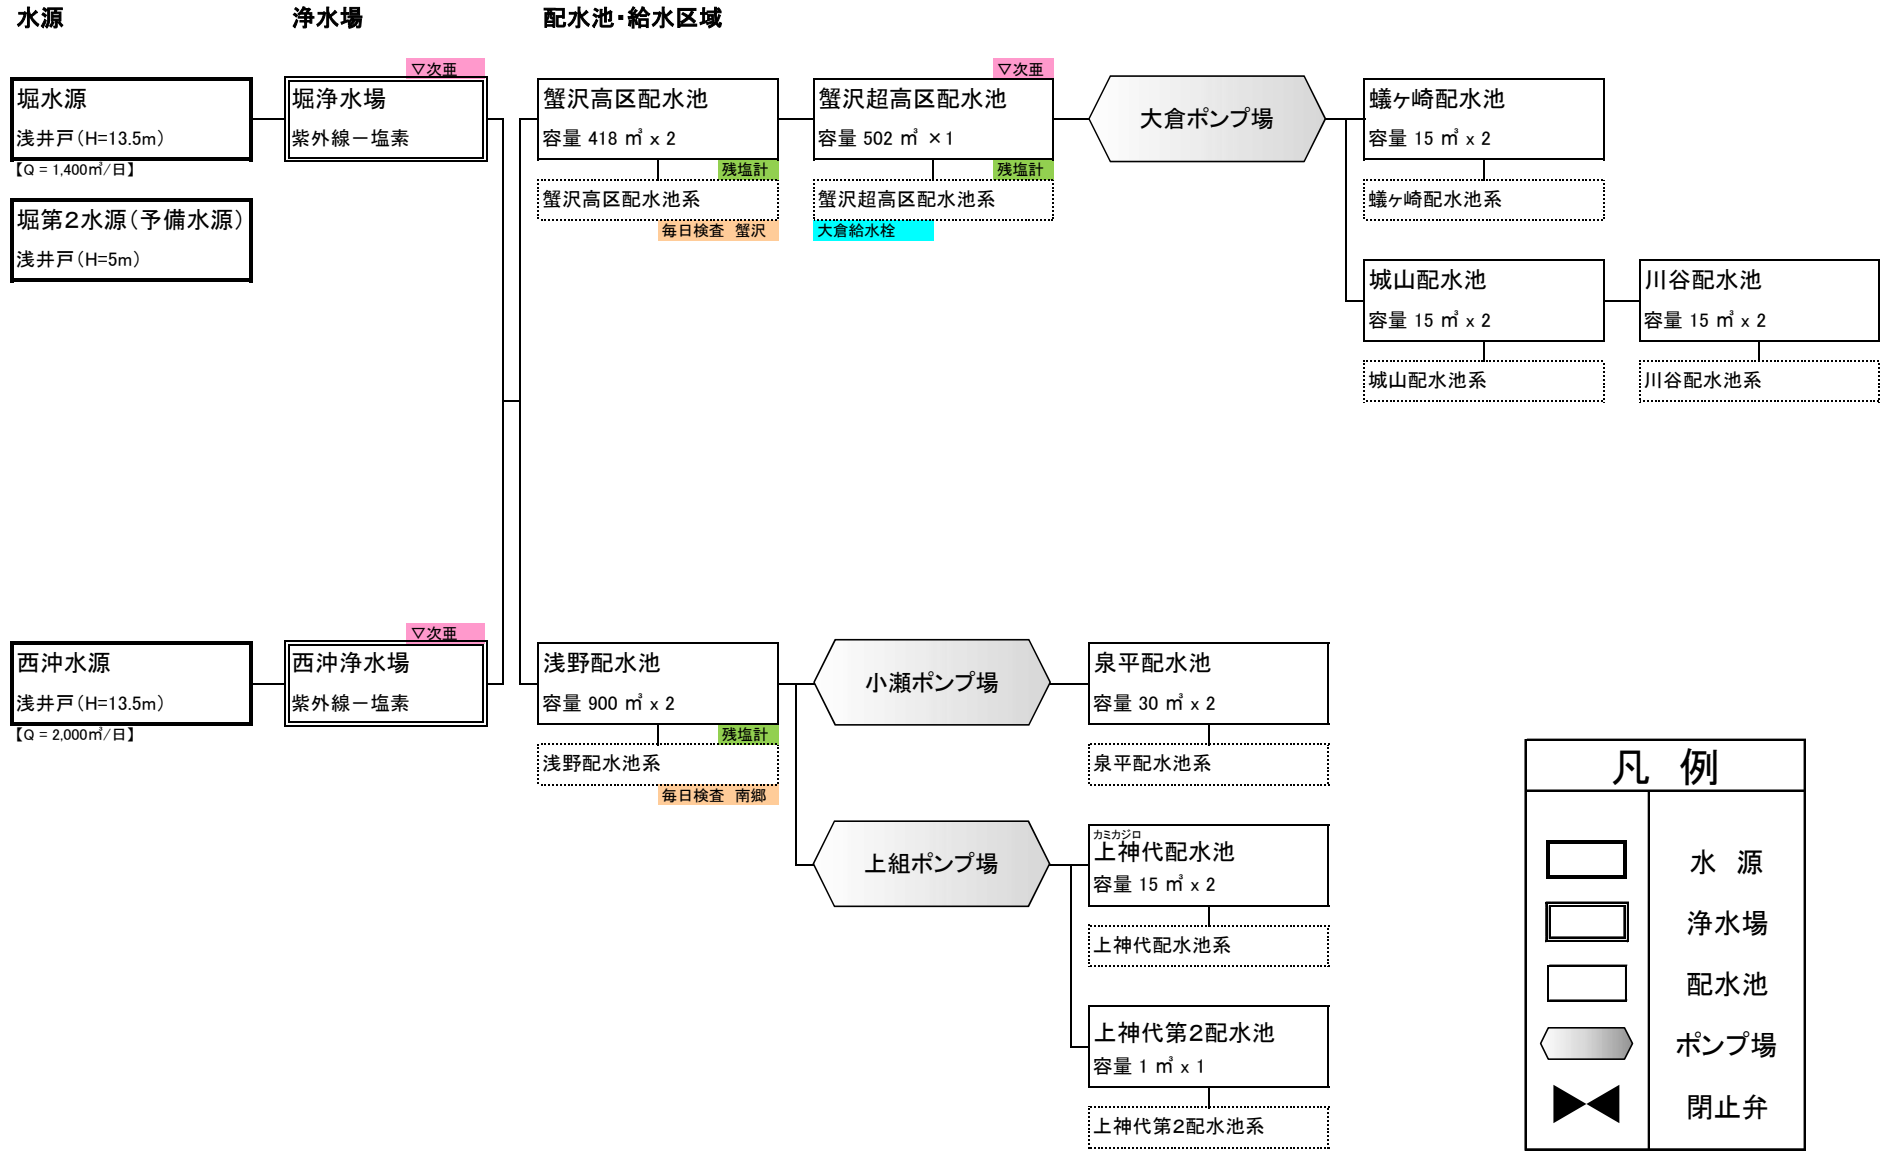 水源
浄水場
配水池・給水区域
▽次亜
堀水源
浅井戸（H=13.5m）
【Q = 1,400㎥/日】
堀浄水場
紫外線－塩素
蟹沢高区配水池
容量 418 ㎥ x 2
残塩計
蟹沢高区配水池系
毎日検査 蟹沢
▽次亜
蟹沢超高区配水池
容量 502 ㎥ ×1
残塩計
蟹沢超高区配水池系
大倉給水栓
大倉ポンプ場
蟻ヶ崎配水池
容量 15 ㎥ x 2
蟻ヶ崎配水池系
堀第２水源（予備水源）
浅井戸（H=5m）
城山配水池
容量 15 ㎥ x 2
城山配水池系
川谷配水池
容量 15 ㎥ x 2
川谷配水池系
▽次亜
西沖水源
浅井戸（H=13.5m）
【Q = 2,000㎥/日】
西沖浄水場
紫外線－塩素
浅野配水池
容量 900 ㎥ x 2
残塩計
浅野配水池系
毎日検査 南郷
小瀬ポンプ場
泉平配水池
容量 30 ㎥ x 2
泉平配水池系
上組ポンプ場
カミカジロ
上神代配水池
容量 15 ㎥ x 2
上神代配水池系
上神代第２配水池
容量 1 ㎥ x 1
上神代第２配水池系
凡 例
水 源
浄水場
配水池
ポンプ場
閉止弁